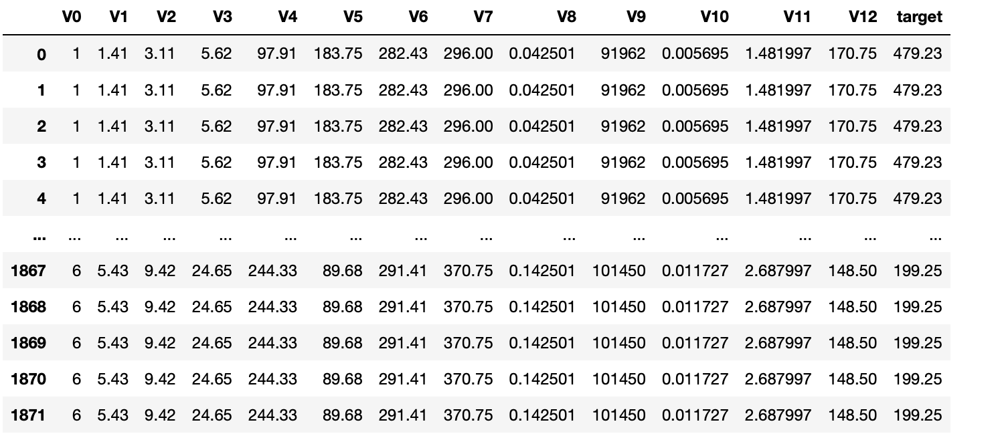 V0 V1 V2 V3 V4 V5 V6 V7 V8 V9 V10 V11 V12 target
0 1 1.41 3.11 5.62 97.91 183.75 282.43 296.00 0.042501 91962 0.005695 1.481997 170.75 479.23
1 1 1.41 3.11 5.62 97.91 183.75 282.43 296.00 0.042501 91962 0.005695 1.481997 170.75 479.23
2 1 1.41 3.11 5.62 97.91 183.75 282.43 296.00 0.042501 91962 0.005695 1.481997 170.75 479.23
3 1 1.41 3.11 5.62 97.91 183.75 282.43 296.00 0.042501 91962 0.005695 1.481997 170.75 479.23
4 1 1.41 3.11 5.62 97.91 183.75 282.43 296.00 0.042501 91962 0.005695 1.481997 170.75 479.23
... ... ... ... ... ... ... ... ... ... ... ... ... ... ...
1867 6 5.43 9.42 24.65 244.33 89.68 291.41 370.75 0.142501 101450 0.011727 2.687997 148.50 199.25
1868 6 5.43 9.42 24.65 244.33 89.68 291.41 370.75 0.142501 101450 0.011727 2.687997 148.50 199.25
1869 6 5.43 9.42 24.65 244.33 89.68 291.41 370.75 0.142501 101450 0.011727 2.687997 148.50 199.25
1870 6 5.43 9.42 24.65 244.33 89.68 291.41 370.75 0.142501 101450 0.011727 2.687997 148.50 199.25
1871 6 5.43 9.42 24.65 244.33 89.68 291.41 370.75 0.142501 101450 0.011727 2.687997 148.50 199.25